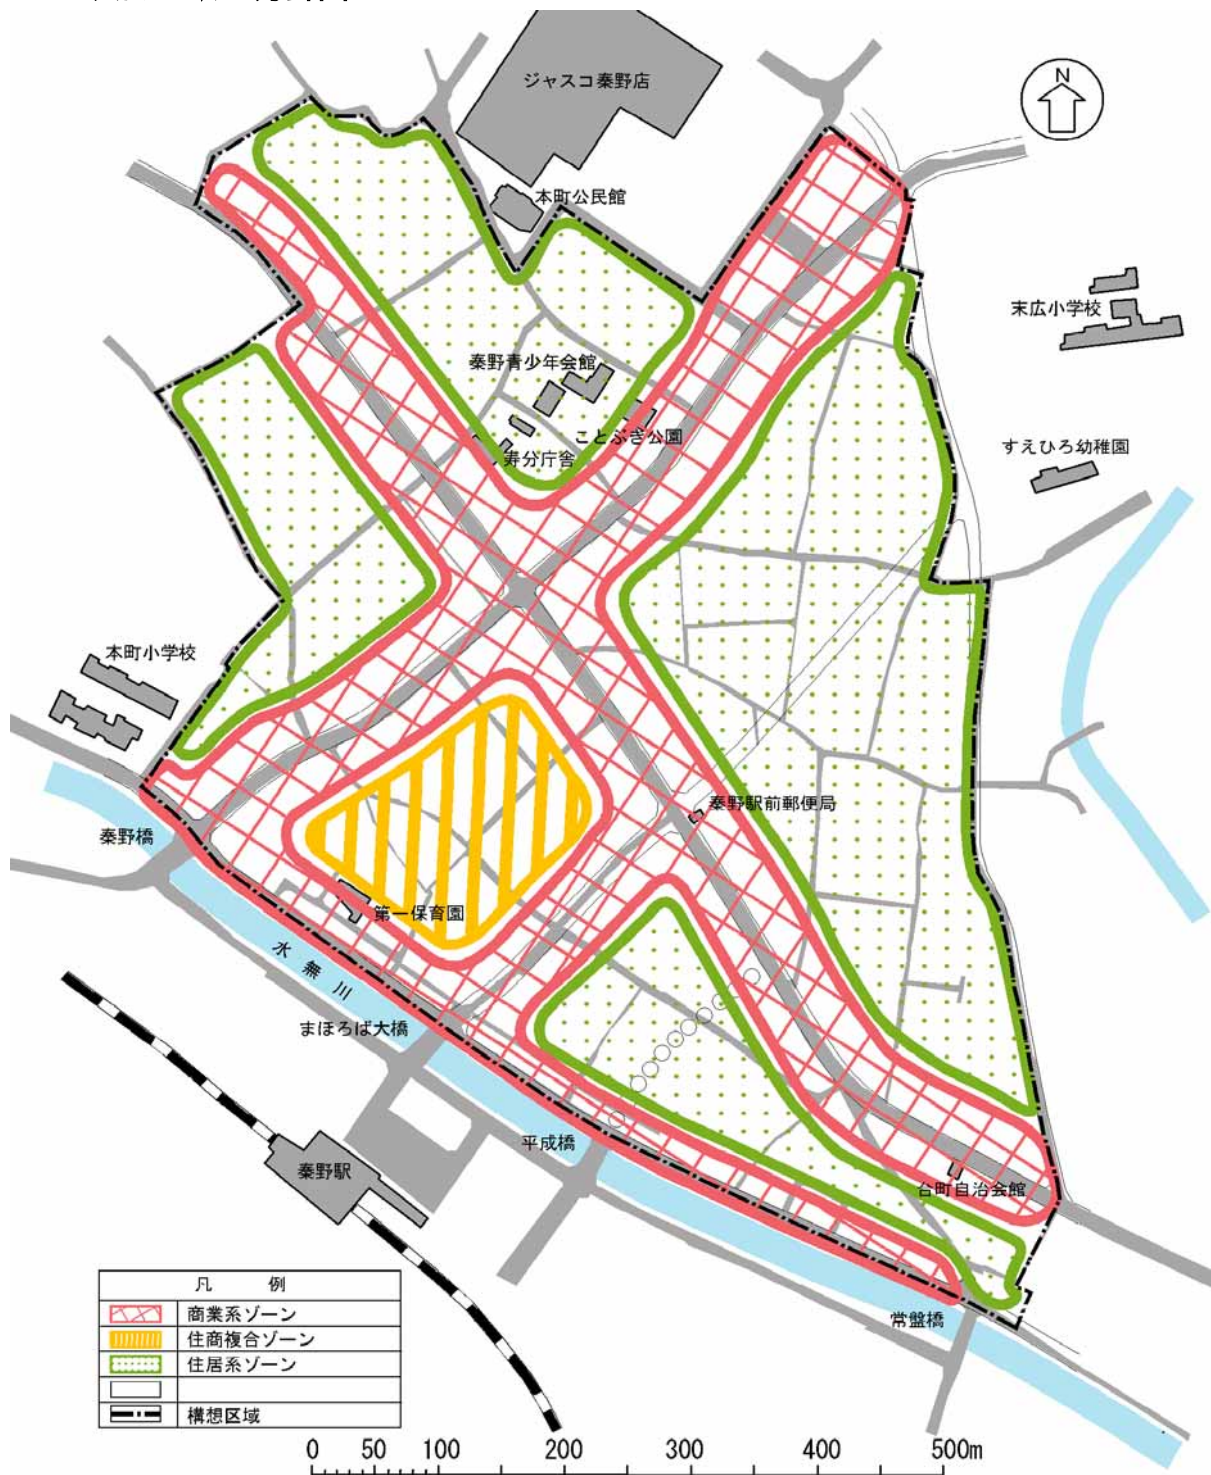 ジャスコ秦野店
N
本町公民館
末広小学校
秦野青少年会館
ことぶき公園
寿分庁舎
すえひろ幼稚園
本町小学校
秦野駅前郵便局
秦野橋
第一保育園
水無川
まほろば大橋
平成橋
秦野駅
台町自治会館
常盤橋
凡 例
商業系ゾーン
住商複合ゾーン
住居系ゾーン
構想区域
0 50 100 200 300 400 500m